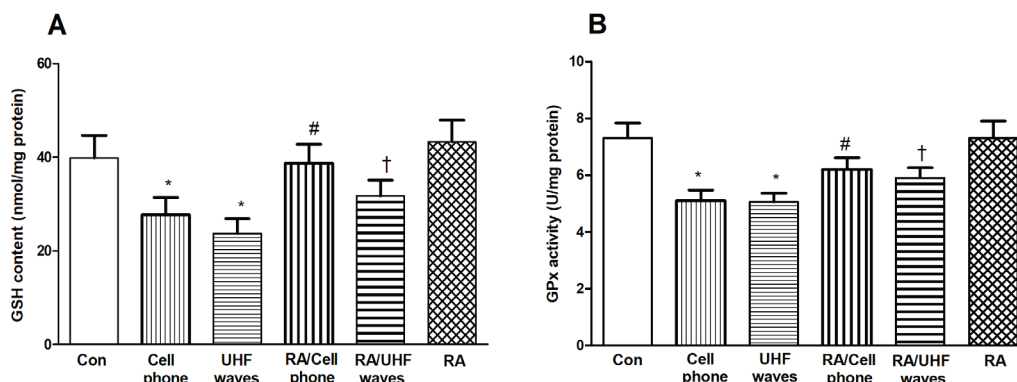 A
GSH content (nmol/mg protein)
60
40
20
0
*
*
#
†
Con
Cell phone
UHF waves
RA/Cell phone
RA/UHF waves
RA
B
GPx activity (U/mg protein)
10
8
6
4
2
0
*
*
#
†
Con
Cell phone
UHF waves
RA/Cell phone
RA/UHF waves
RA